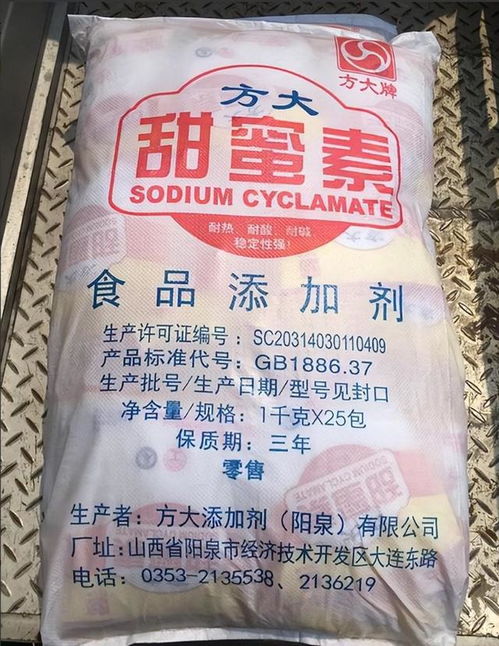 方大牌
方大
甜蜜素
SODIUM CYCLAMATE
耐热 耐酸 耐碱
稳定性强!
食品添加剂
生产许可证编号:SC20314030110409
产品标准代号:GB1886.37
生产批号/生产日期/型号见封口
净含量/规格:1千克X25包
保质期:三年
零售
生产者:方大添加剂(阳泉)有限公司
厂址:山西省阳泉市经济技术开发区大连东路
电话:0353-2135538、2136219
甜蜜素
SODIUM CYCLAMATE